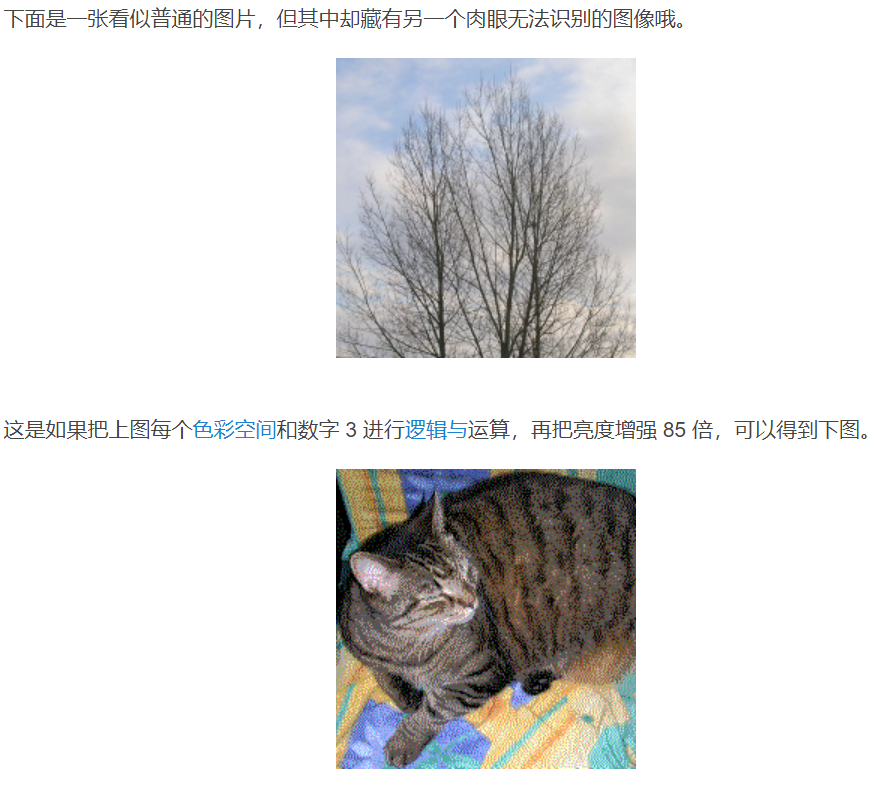 下面是一张看似普通的图片，但其中却藏有另一个肉眼无法识别的图像哦。
这是如果把上图每个色彩空间和数字 3 进行逻辑与运算，再把亮度增强 85 倍，可以得到下图。